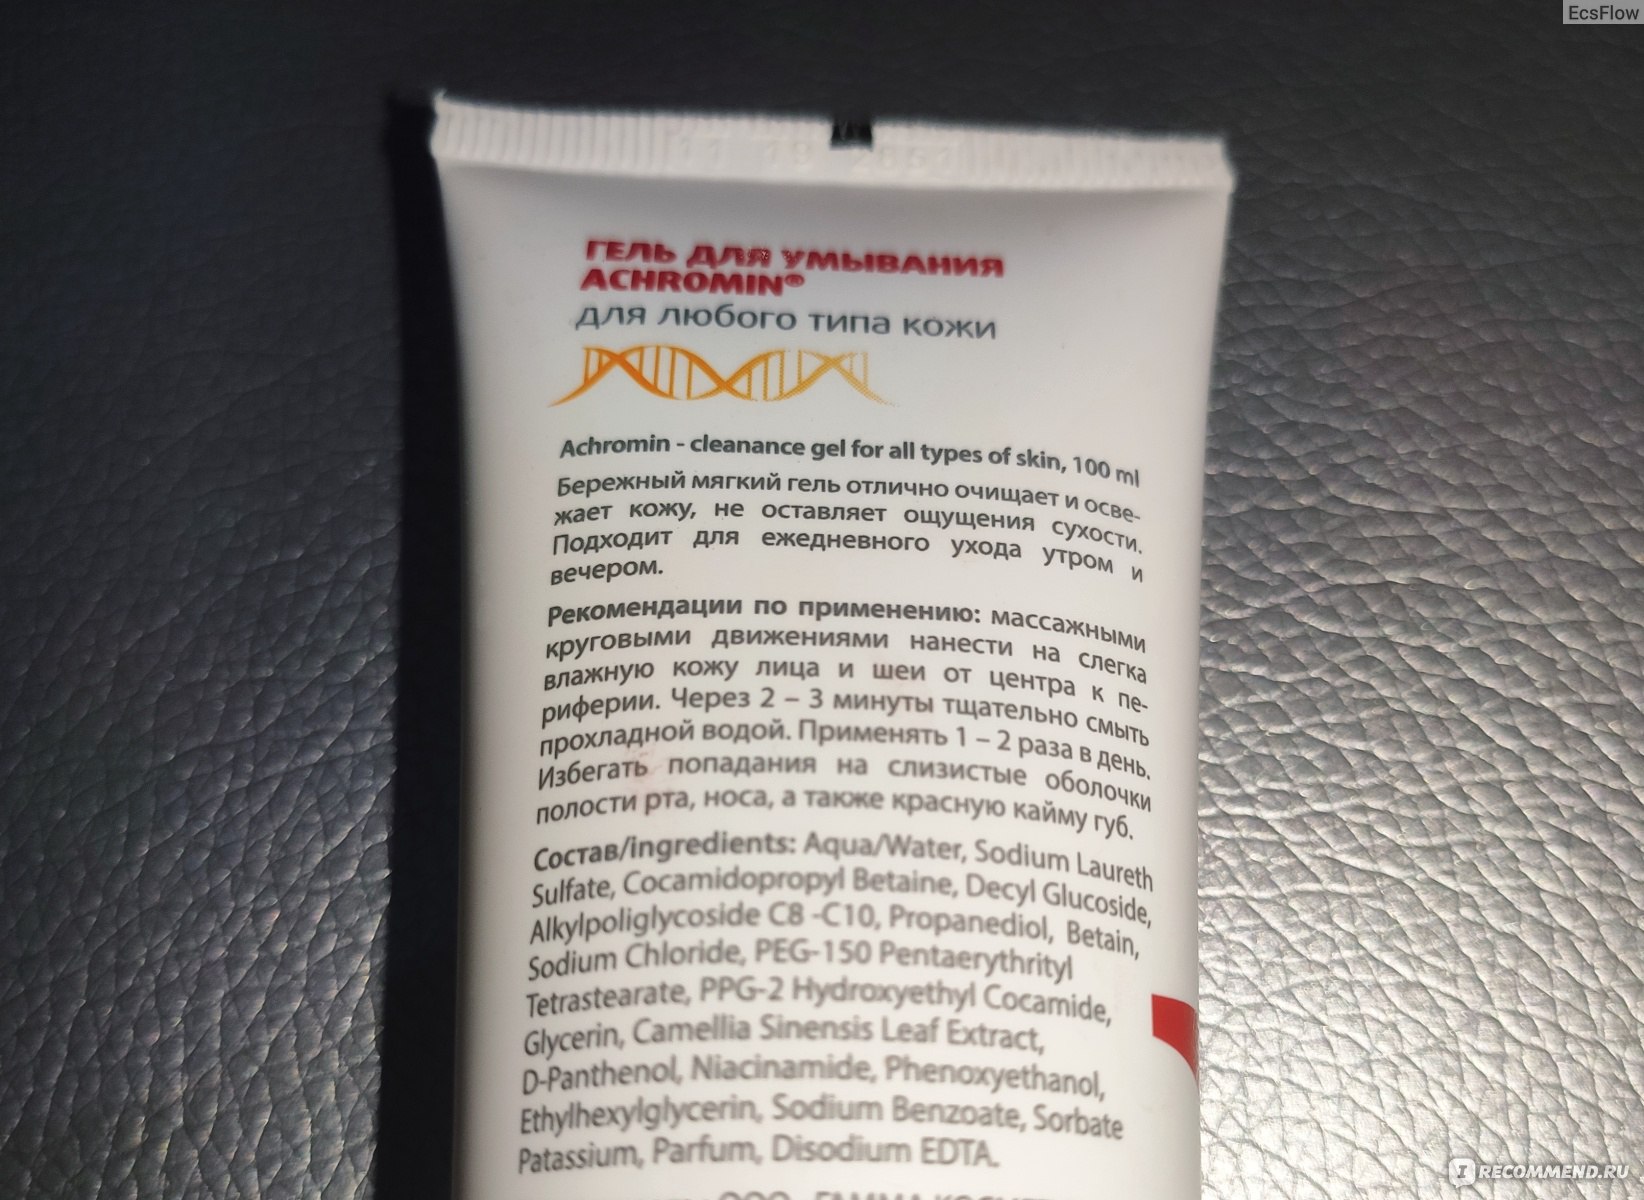 EcsFlow
ГЕЛЬ ДЛЯ УМЫВАНИЯ
ACHROMIN®
для любого типа кожи
Achromin - cleanance gel for all types of skin, 100 ml
Бережный мягкий гель отлично очищает и осве-
жает кожу, не оставляет ощущения сухости.
Подходит для ежедневного ухода утром и
вечером.
Рекомендации по применению: массажными
круговыми движениями нанести на слегка
влажную кожу лица и шеи от центра к пе-
риферии. Через 2 – 3 минуты тщательно смыть
прохладной водой. Применять 1 – 2 раза в день.
Избегать попадания на слизистые оболочки
полости рта, носа, а также красную кайму губ.
Состав/ingredients: Aqua/Water, Sodium Laureth
Sulfate, Cocamidopropyl Betaine, Decyl Glucoside,
Alkylpoliglycoside C8 -C10, Propanediol, Betain,
Sodium Chloride, PEG-150 Pentaerythrityl
Tetrastearate, PPG-2 Hydroxyethyl Cocamide,
Glycerin, Camellia Sinensis Leaf Extract,
D-Panthenol, Niacinamide, Phenoxyethanol,
Ethylhexylglycerin, Sodium Benzoate, Sorbate
Patassium, Parfum, Disodium EDTA.
IRECOMMEND.RU